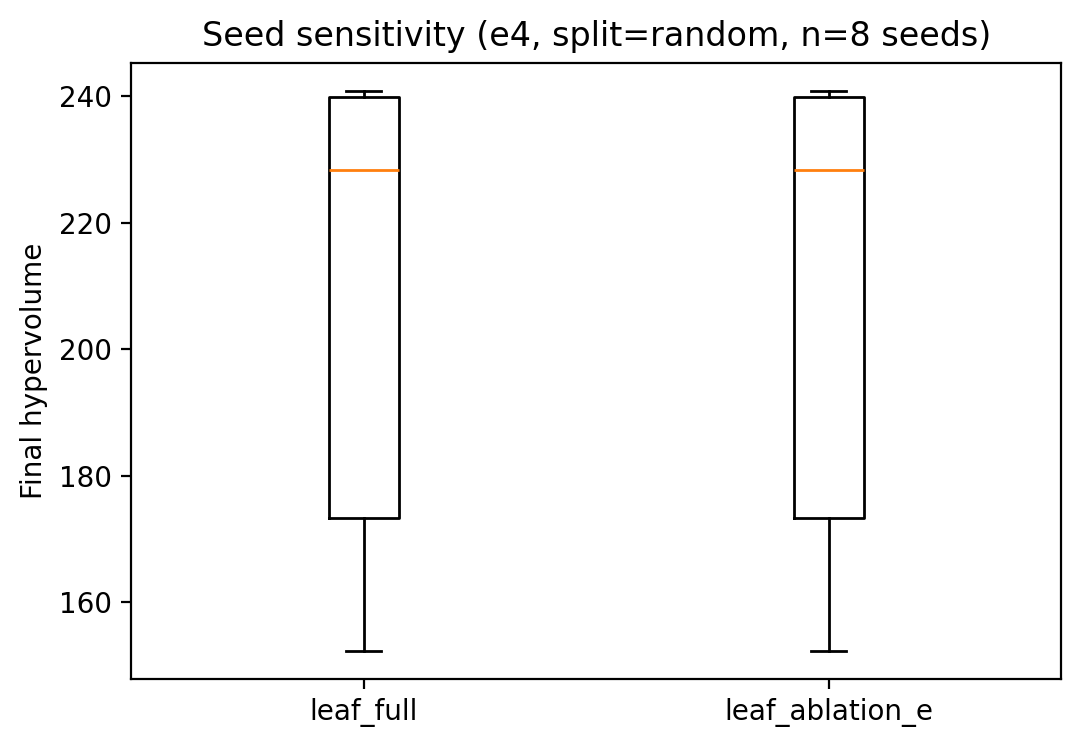 Seed sensitivity (e4, split=random, n=8 seeds)
Final hypervolume
240
220
200
180
160
leaf_full
leaf_ablation_e